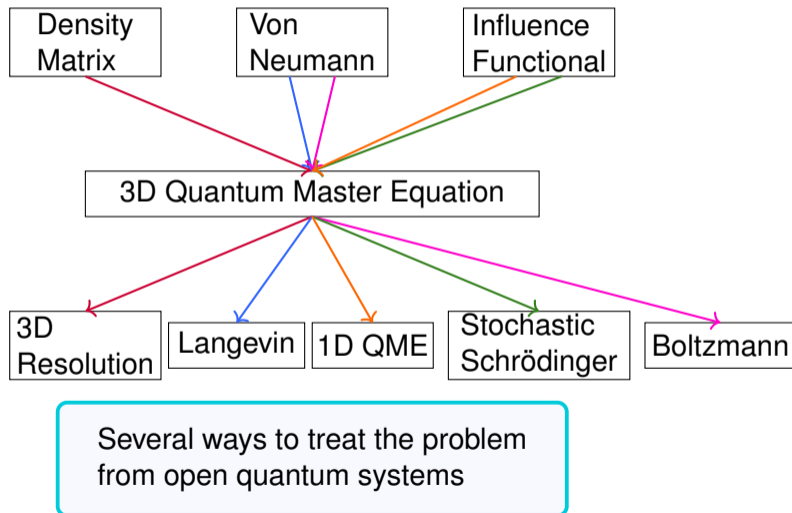 Density
Matrix
Von
Neumann
Influence
Functional
3D Quantum Master Equation
3D
Resolution
Langevin
1D QME
Stochastic
Schrödinger
Boltzmann
Several ways to treat the problem
from open quantum systems